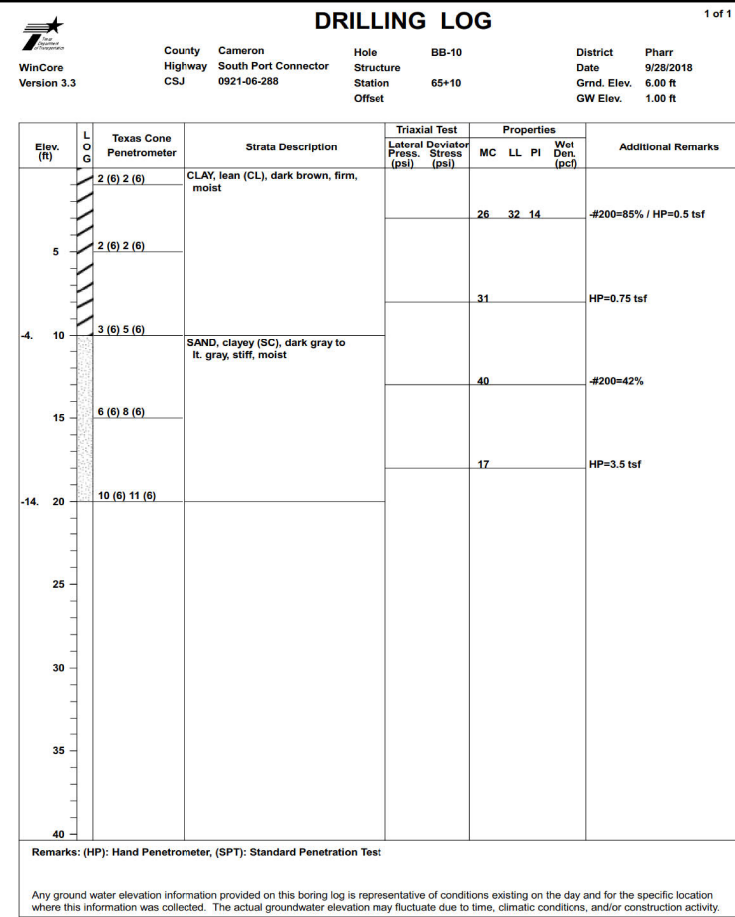 DRILLING LOG
1 of 1
Texas Department of Transportation
WinCore
Version 3.3
County Cameron
Highway South Port Connector
CSJ 0921-06-288
Hole BB-10
Structure
Station 65+10
Offset
District Pharr
Date 9/28/2018
Grnd. Elev. 6.00 ft
GW Elev. 1.00 ft
Elev. (ft)
LOG
Texas Cone Penetrometer
Strata Description
Triaxial Test
Lateral Press. (psi)
Deviator Stress (psi)
Properties
MC LL PI Wet Den. (pcf)
Additional Remarks
2 (6) 2 (6)
CLAY, lean (CL), dark brown, firm,
moist
26 32 14 -#200=85% / HP=0.5 tsf
5 2 (6) 2 (6)
31 HP=0.75 tsf
-4. 10 3 (6) 5 (6)
SAND, clayey (SC), dark gray to
lt. gray, stiff, moist
40 -#200=42%
15 6 (6) 8 (6)
17 HP=3.5 tsf
-14. 20 10 (6) 11 (6)
25
30
35
40
Remarks: (HP): Hand Penetrometer, (SPT): Standard Penetration Test
Any ground water elevation information provided on this boring log is representative of conditions existing on the day and for the specific location
where this information was collected. The actual groundwater elevation may fluctuate due to time, climatic conditions, and/or construction activity.